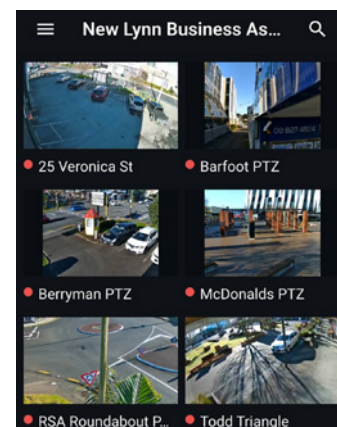 New Lynn Business As...
25 Veronica St
Barfoot PTZ
Berryman PTZ
McDonalds PTZ
RSA Roundabout P...
Todd Triangle